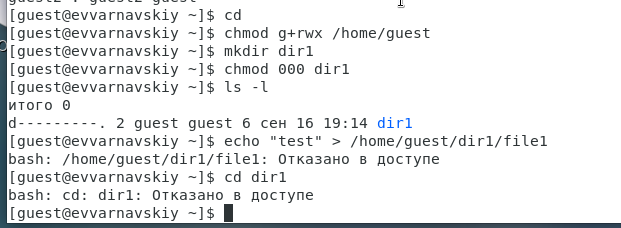 [guest@evvarnavskiy ~]$ cd
[guest@evvarnavskiy ~]$ chmod g+rwx /home/guest
[guest@evvarnavskiy ~]$ mkdir dir1
[guest@evvarnavskiy ~]$ chmod 000 dir1
[guest@evvarnavskiy ~]$ ls -l
итого 0
d---------. 2 guest guest 6 сен 16 19:14 dir1
[guest@evvarnavskiy ~]$ echo "test" > /home/guest/dir1/file1
bash: /home/guest/dir1/file1: Отказано в доступе
[guest@evvarnavskiy ~]$ cd dir1
bash: cd: dir1: Отказано в доступе
[guest@evvarnavskiy ~]$